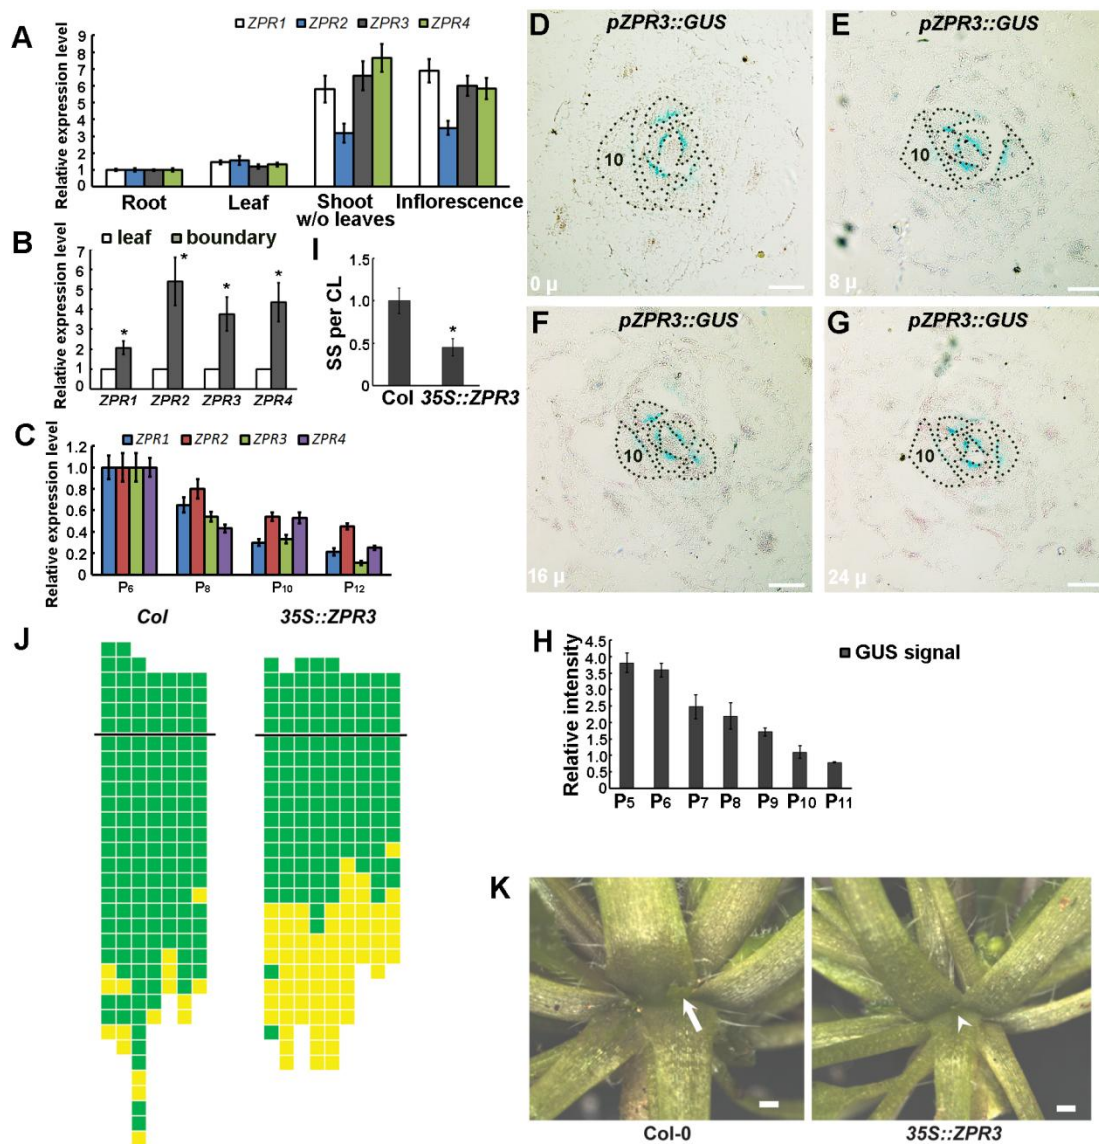 A
ZPR1 ZPR2 ZPR3 ZPR4
Relative expression level
9
8
7
6
5
4
3
2
1
0
Root Leaf Shoot w/o leaves Inflorescence
B
leaf boundary
Relative expression level
7
6
5
4
3
2
1
0
* * * *
ZPR1 ZPR2 ZPR3 ZPR4
I
SS per CL
1.5
1.0
0.5
0
*
Col 35S::ZPR3
C
ZPR1 ZPR2 ZPR3 ZPR4
Relative expression level
1.2
1.0
0.8
0.6
0.4
0.2
P6 P8 P10 P12
D
pZPR3::GUS
10
0 µ
E
pZPR3::GUS
10
8 µ
F
pZPR3::GUS
10
16 µ
G
pZPR3::GUS
10
24 µ
H
GUS signal
Relative intensity
4.5
4.0
3.5
3.0
2.5
2.0
1.5
1.0
0.5
0
P5 P6 P7 P8 P9 P10 P11
J
Col 35S::ZPR3
K
Col-0 35S::ZPR3